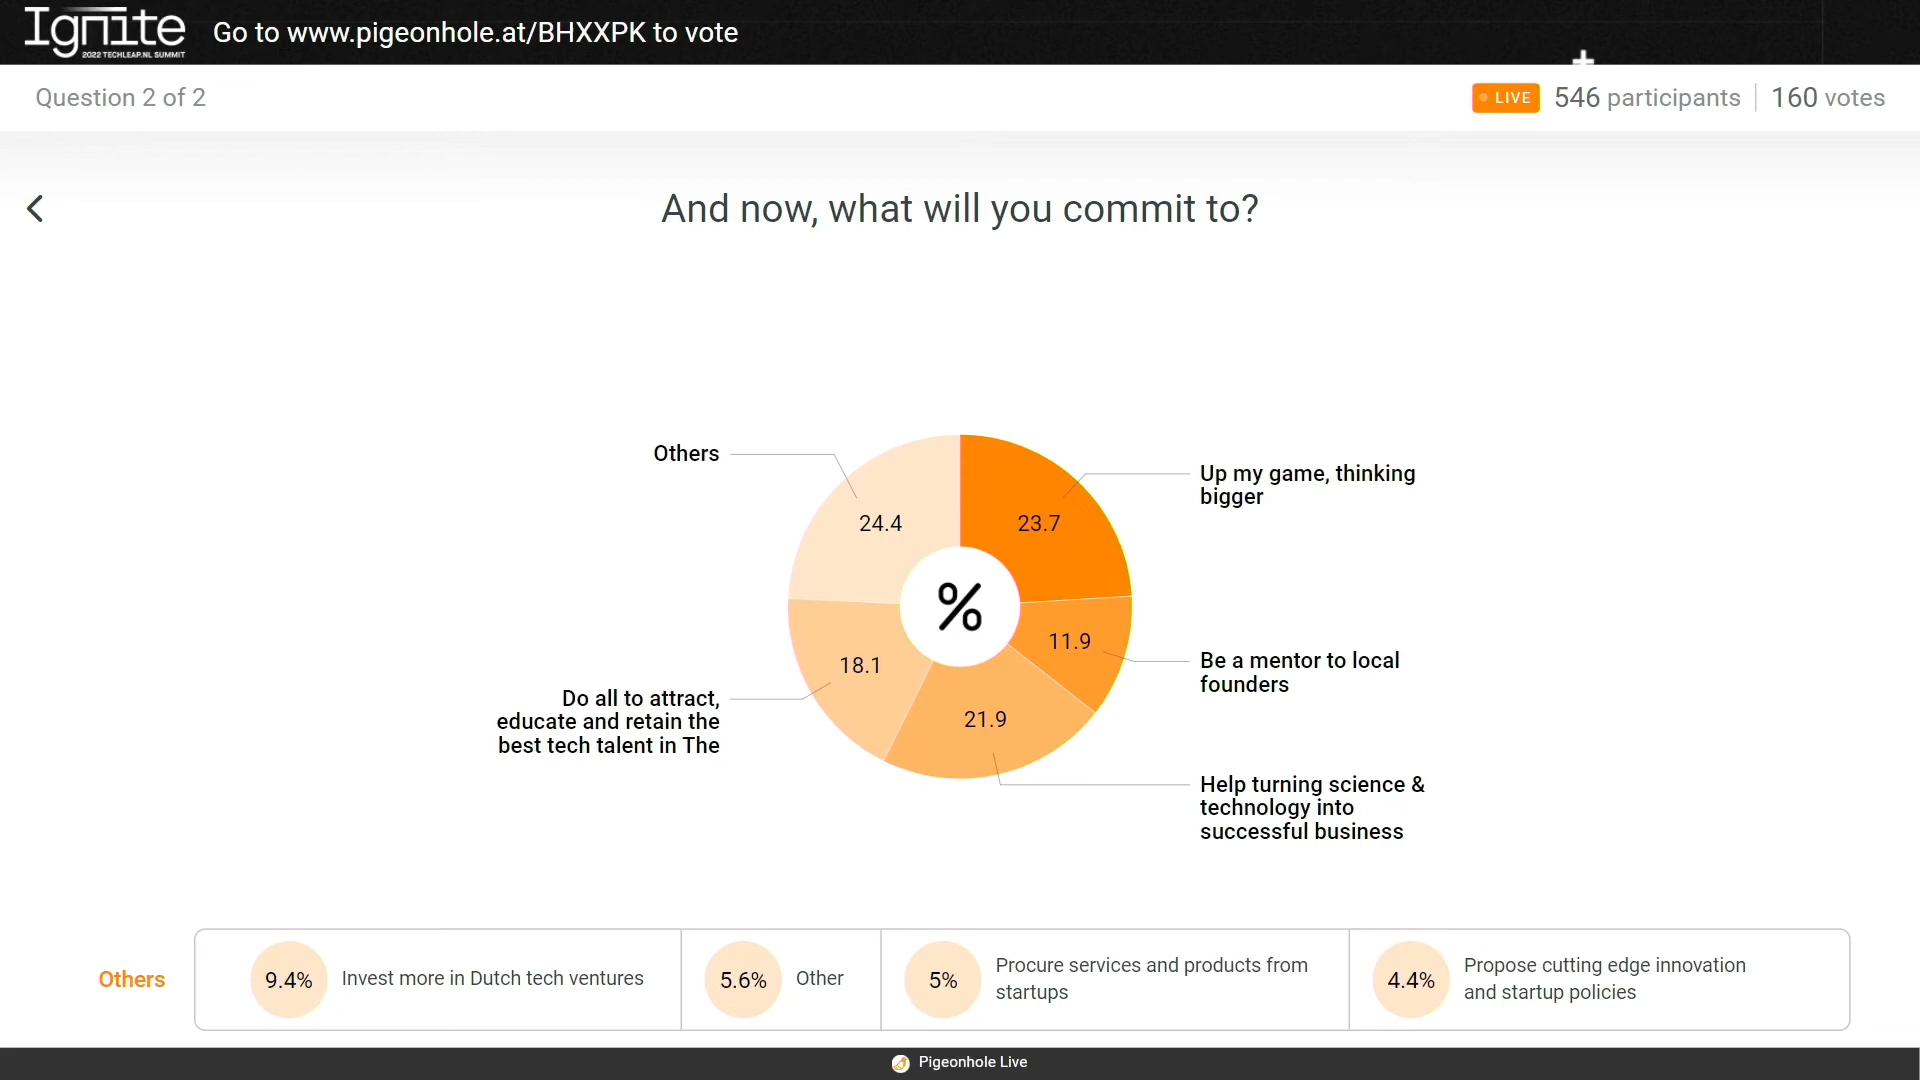 Ignite
2022 TECHLEAP.NL SUMMIT
Go to www.pigeonhole.at/BHXXPK to vote
Question 2 of 2
LIVE
546 participants
160 votes
And now, what will you commit to?
Others
24.4
Up my game, thinking
bigger
23.7
Be a mentor to local
founders
11.9
Help turning science &
technology into
successful business
21.9
Do all to attract,
educate and retain the
best tech talent in The
18.1
%
Others
9.4%
Invest more in Dutch tech ventures
5.6%
Other
5%
Procure services and products from
startups
4.4%
Propose cutting edge innovation
and startup policies
Pigeonhole Live